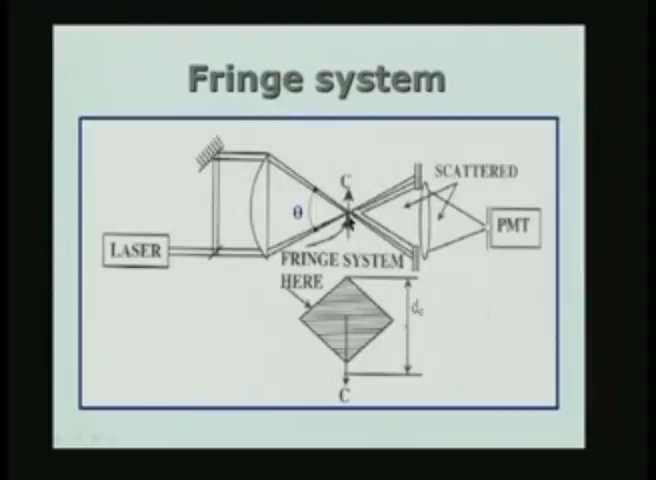 Fringe system
C
SCATTERED
θ
LASER
PMT
FRINGE SYSTEM
HERE
C